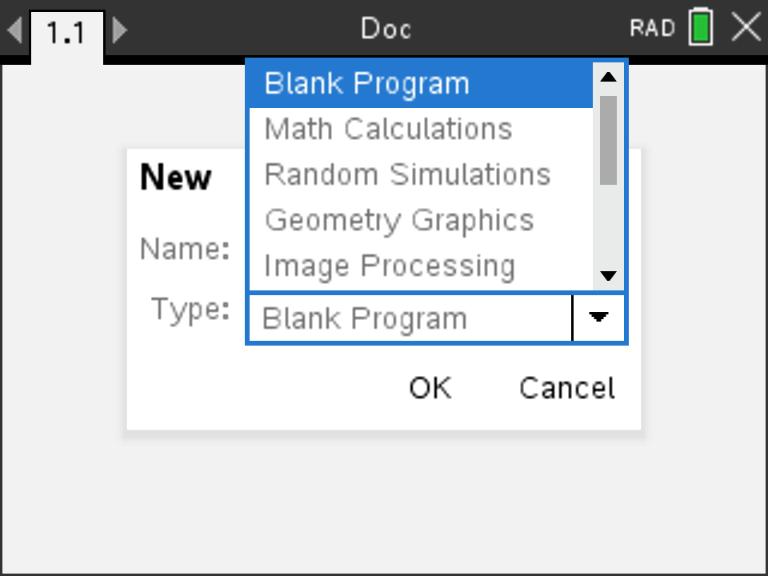 1.1 Doc RAD
Blank Program
Math Calculations
Random Simulations
Geometry Graphics
Image Processing
New
Name:
Type: Blank Program
OK Cancel